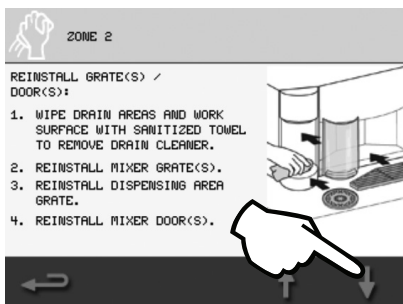 ZONE 2
REINSTALL GRATE(S) /
DOOR(S):
1. WIPE DRAIN AREAS AND WORK
SURFACE WITH SANITIZED TOWEL
TO REMOVE DRAIN CLEANER.
2. REINSTALL MIXER GRATE(S).
3. REINSTALL DISPENSING AREA
GRATE.
4. REINSTALL MIXER DOOR(S).